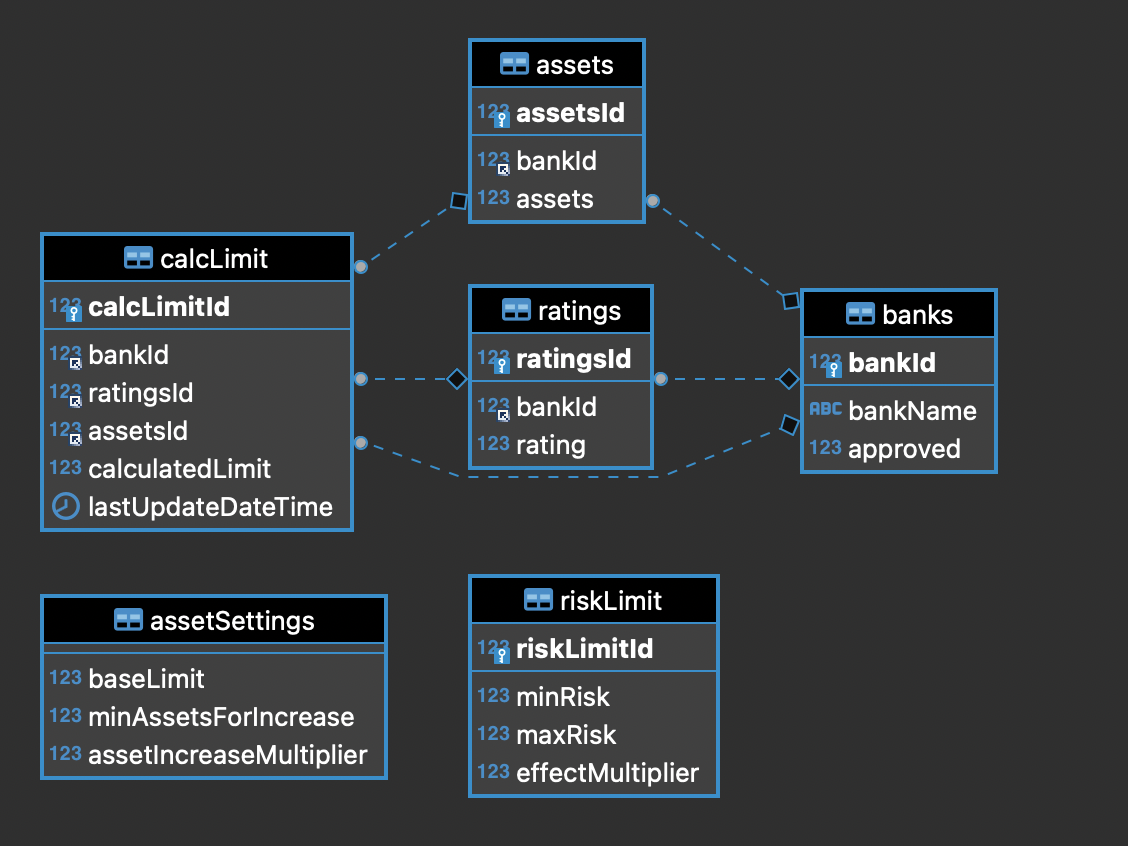 assets
123 assetsId
123 bankId
123 assets
calcLimit
123 calcLimitId
123 bankId
123 ratingsId
123 assetsId
123 calculatedLimit
lastUpdateDateTime
ratings
123 ratingsId
123 bankId
123 rating
banks
123 bankId
ABC bankName
123 approved
assetSettings
123 baseLimit
123 minAssetsForIncrease
123 assetIncreaseMultiplier
riskLimit
123 riskLimitId
123 minRisk
123 maxRisk
123 effectMultiplier